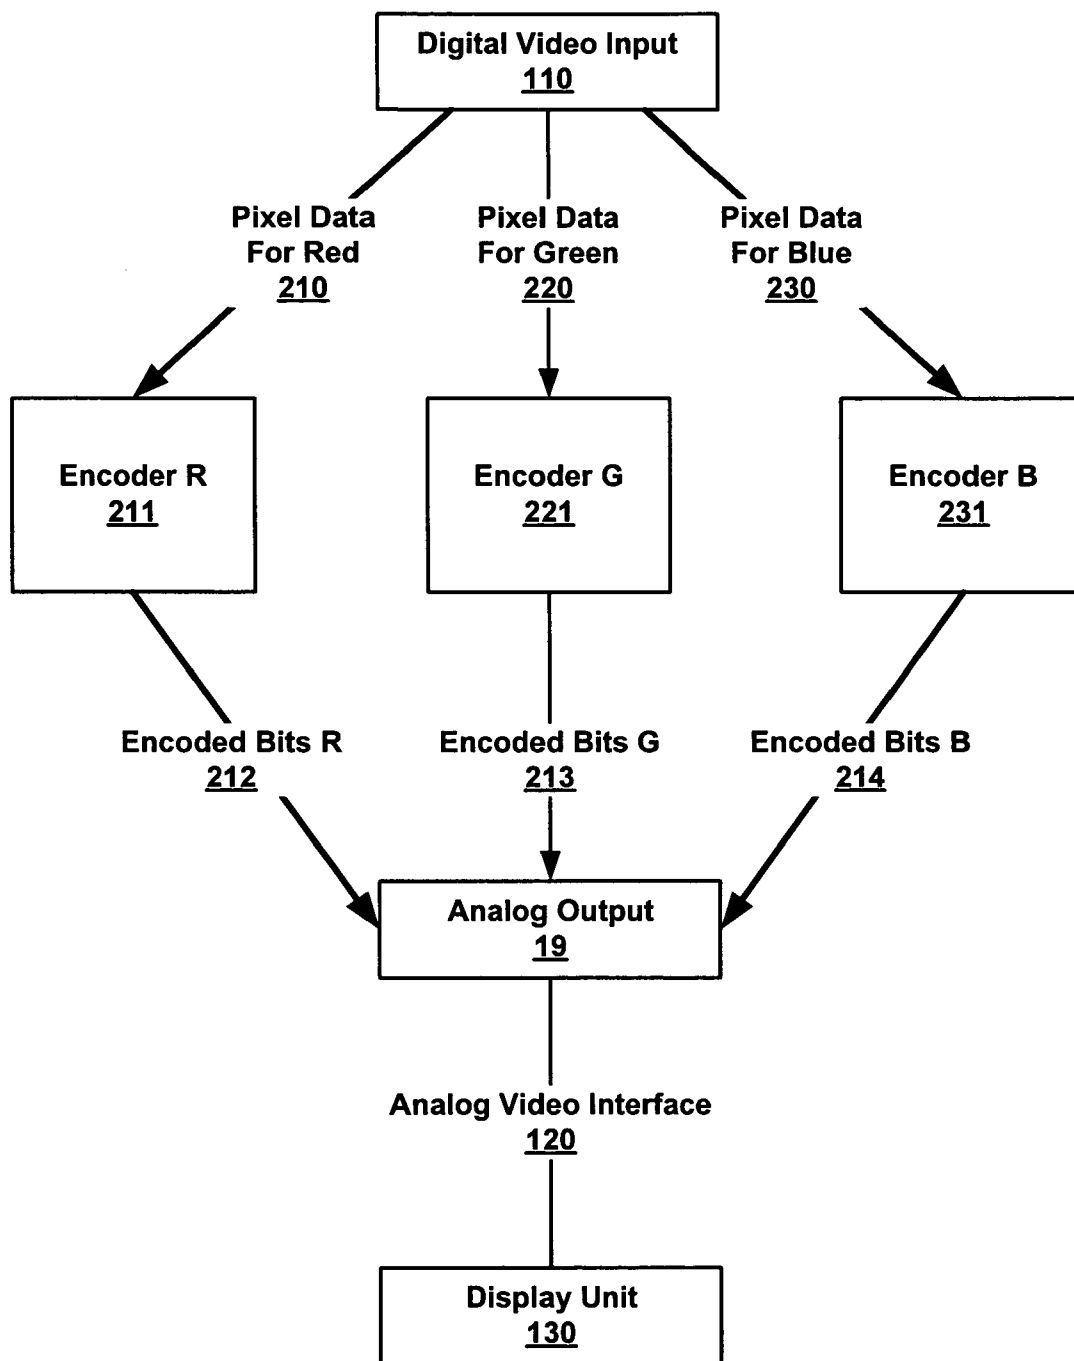 Digital Video Input
110
Pixel Data
For Red
210
Pixel Data
For Green
220
Pixel Data
For Blue
230
Encoder R
211
Encoder G
221
Encoder B
231
Encoded Bits R
212
Encoded Bits G
213
Encoded Bits B
214
Analog Output
19
Analog Video Interface
120
Display Unit
130